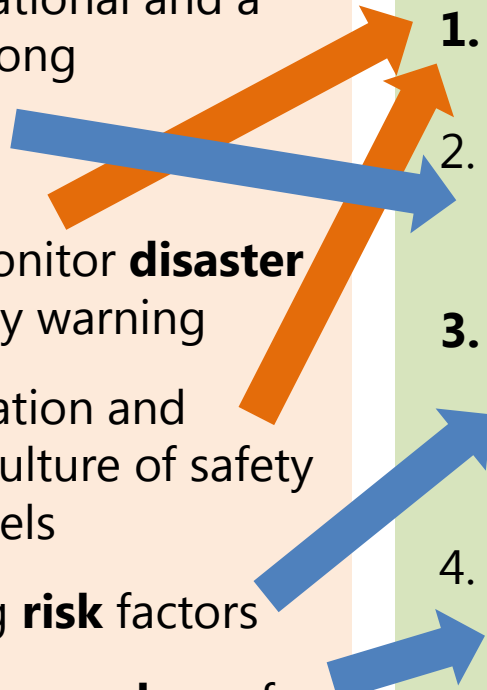 ational and a
ong
onitor disaster
y warning
ation and
ulture of safety
els
g risk factors
1.
2.
3.
4.